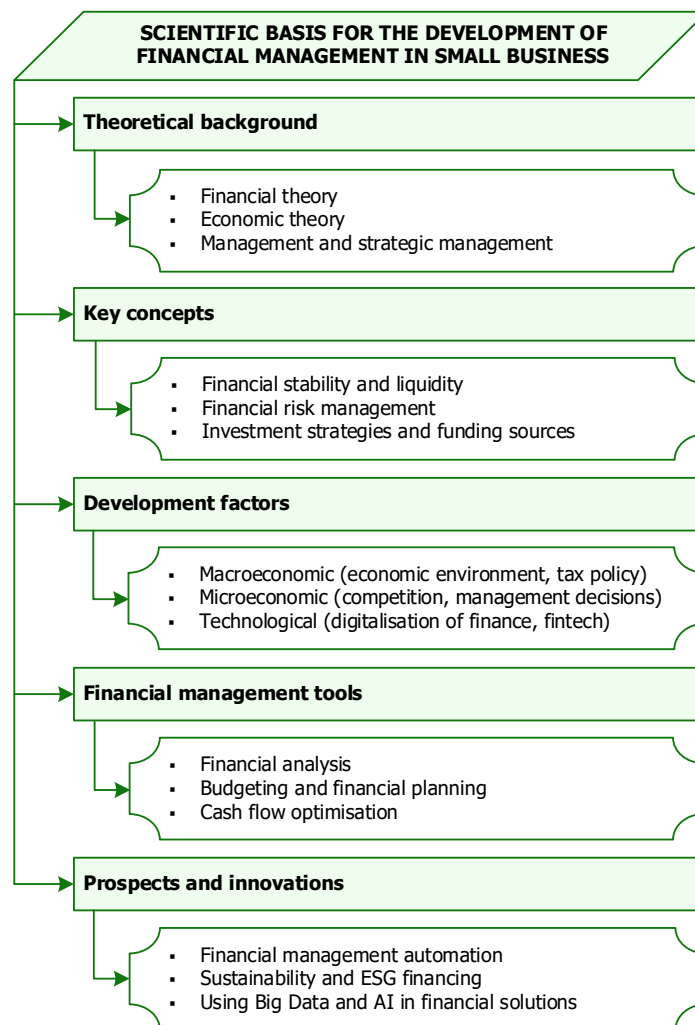 SCIENTIFIC BASIS FOR THE DEVELOPMENT OF
FINANCIAL MANAGEMENT IN SMALL BUSINESS
Theoretical background
▪ Financial theory
▪ Economic theory
▪ Management and strategic management
Key concepts
▪ Financial stability and liquidity
▪ Financial risk management
▪ Investment strategies and funding sources
Development factors
▪ Macroeconomic (economic environment, tax policy)
▪ Microeconomic (competition, management decisions)
▪ Technological (digitalisation of finance, fintech)
Financial management tools
▪ Financial analysis
▪ Budgeting and financial planning
▪ Cash flow optimisation
Prospects and innovations
▪ Financial management automation
▪ Sustainability and ESG financing
▪ Using Big Data and AI in financial solutions